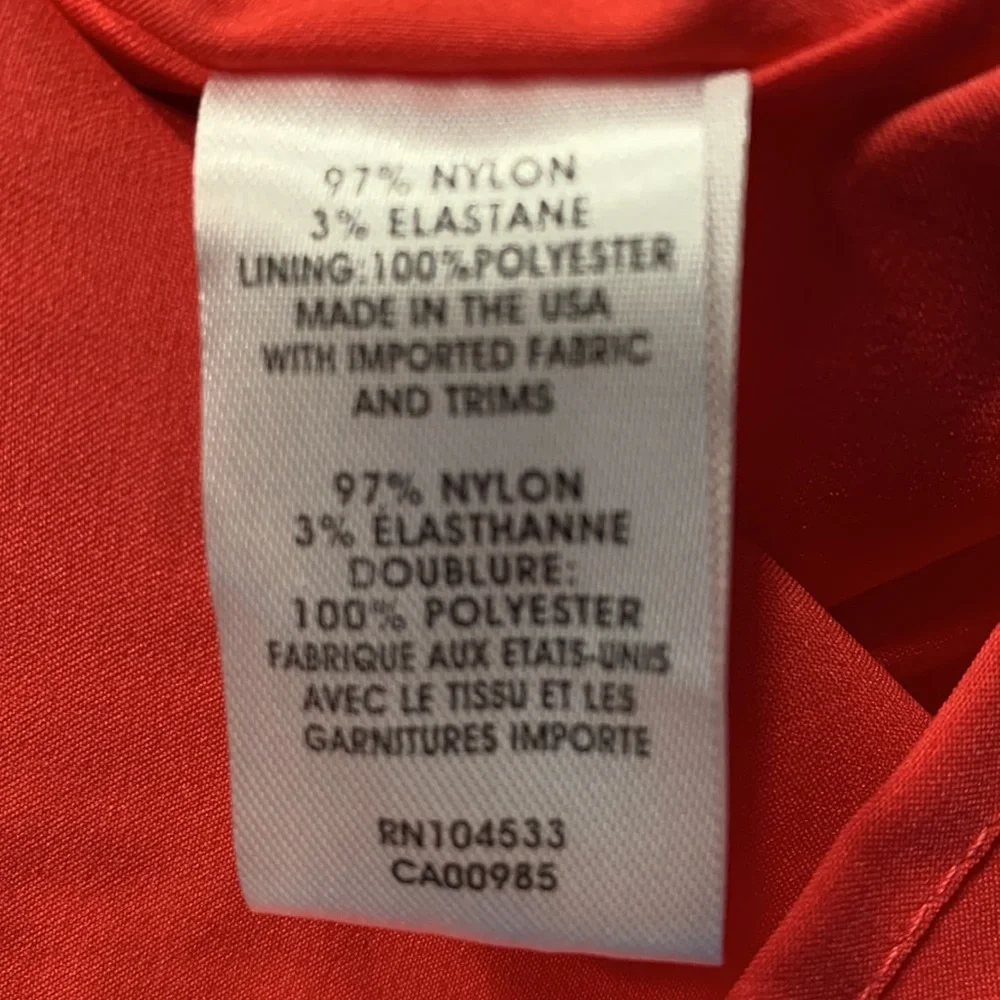 97% NYLON
3% ELASTANE
LINING:100%POLYESTER
MADE IN THE USA
WITH IMPORTED FABRIC
AND TRIMS
97% NYLON
3% ÉLASTHANNE
DOUBLURE:
100% POLYESTER
FABRIQUE AUX ETATS-UNIS
AVEC LE TISSU ET LES
GARNITURES IMPORTE
RN104533
CA00985